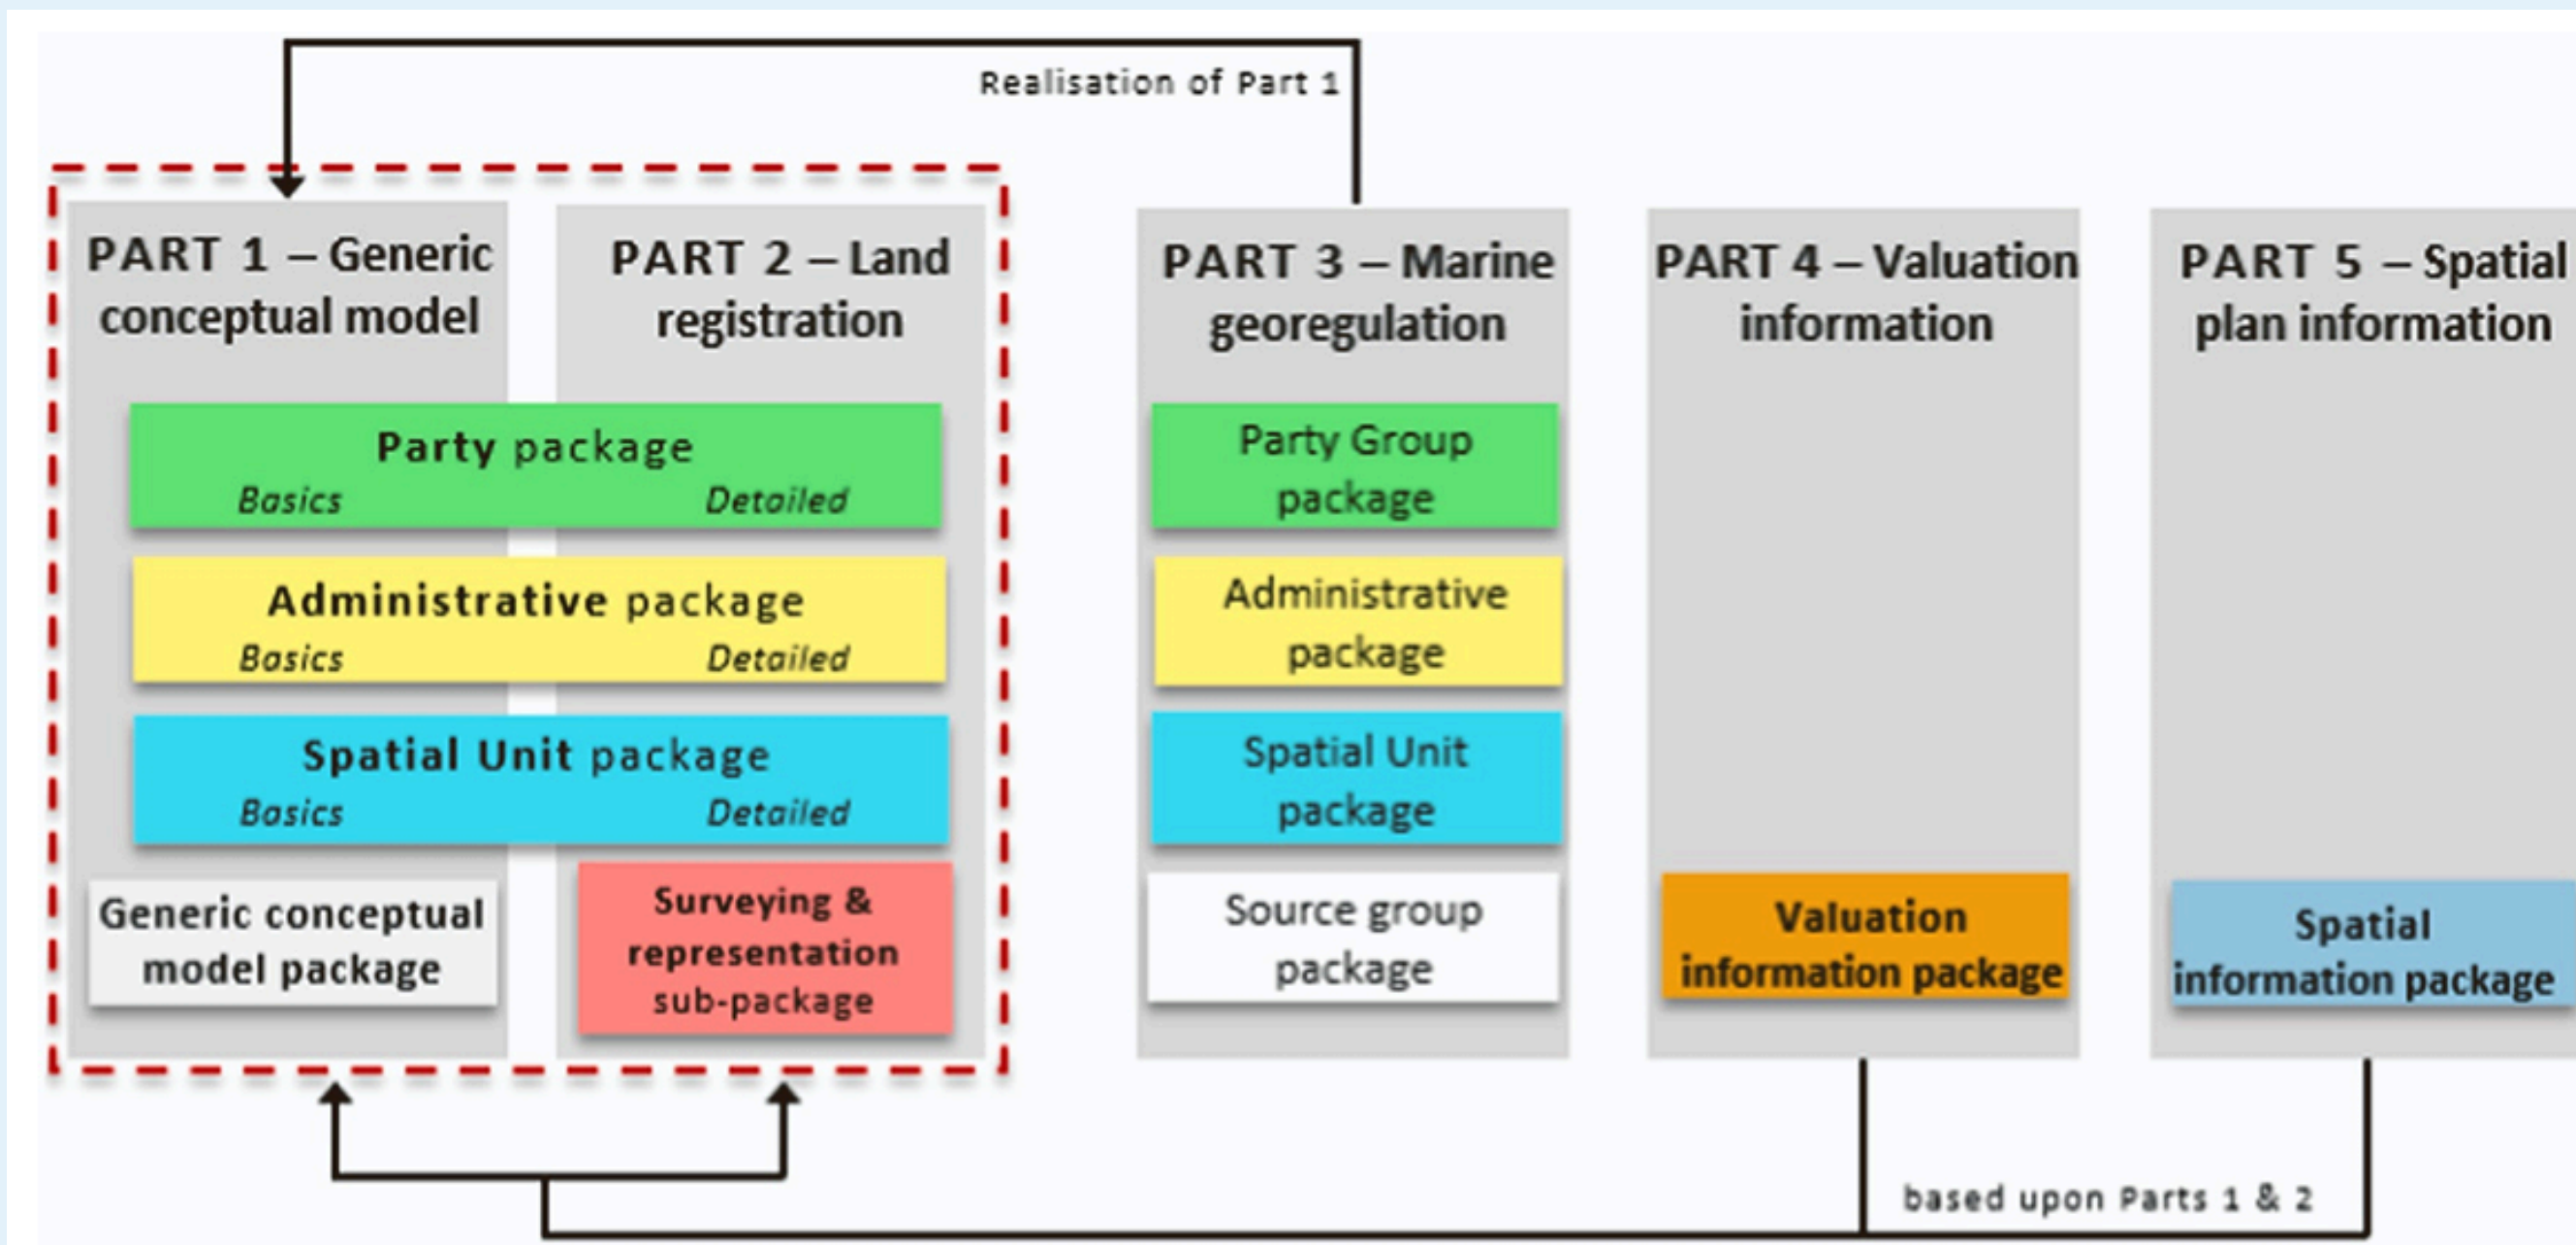 Realisation of Part 1
PART 1 – Generic
conceptual model
PART 2 – Land
registration
PART 3 – Marine
georegulation
PART 4 – Valuation
information
PART 5 – Spatial
plan information
Party package
Basics Detailed
Administrative package
Basics Detailed
Spatial Unit package
Basics Detailed
Generic conceptual
model package
Surveying &
representation
sub-package
Party Group
package
Administrative
package
Spatial Unit
package
Source group
package
Valuation
information package
Spatial
information package
based upon Parts 1 & 2